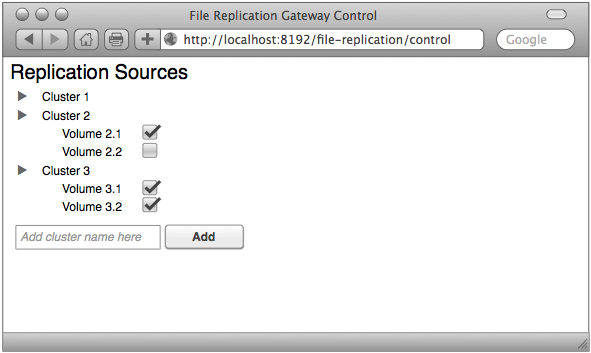 File Replication Gateway Control
http://localhost:8192/file-replication/control
Google
Replication Sources
Cluster 1
Cluster 2
Volume 2.1
Volume 2.2
Cluster 3
Volume 3.1
Volume 3.2
Add cluster name here
Add